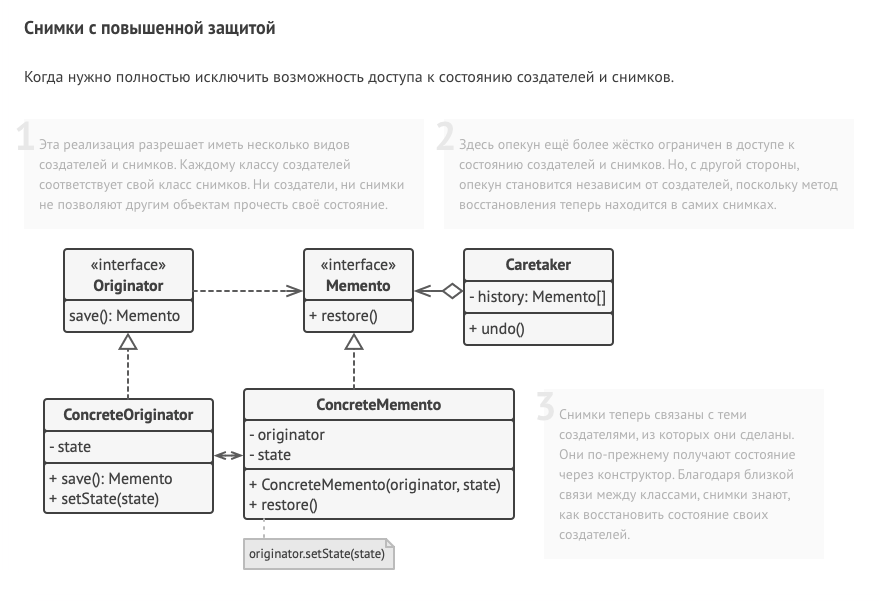 Снимки с повышенной защитой
Когда нужно полностью исключить возможность доступа к состоянию создателей и снимков.
1
Эта реализация разрешает иметь несколько видов
создателей и снимков. Каждому классу создателей
соответствует свой класс снимков. Ни создатели, ни снимки
не позволяют другим объектам прочесть своё состояние.
2
Здесь опекун ещё более жёстко ограничен в доступе к
состоянию создателей и снимков. Но, с другой стороны,
опекун становится независим от создателей, поскольку метод
восстановления теперь находится в самих снимках.
«interface»
Originator
save(): Memento
«interface»
Memento
+ restore()
Caretaker
- history: Memento[]
+ undo()
ConcreteOriginator
- state
+ save(): Memento
+ setState(state)
ConcreteMemento
- originator
- state
+ ConcreteMemento(originator, state)
+ restore()
originator.setState(state)
3
Снимки теперь связаны с теми
создателями, из которых они сделаны.
Они по-прежнему получают состояние
через конструктор. Благодаря близкой
связи между классами, снимки знают,
как восстановить состояние своих
создателей.